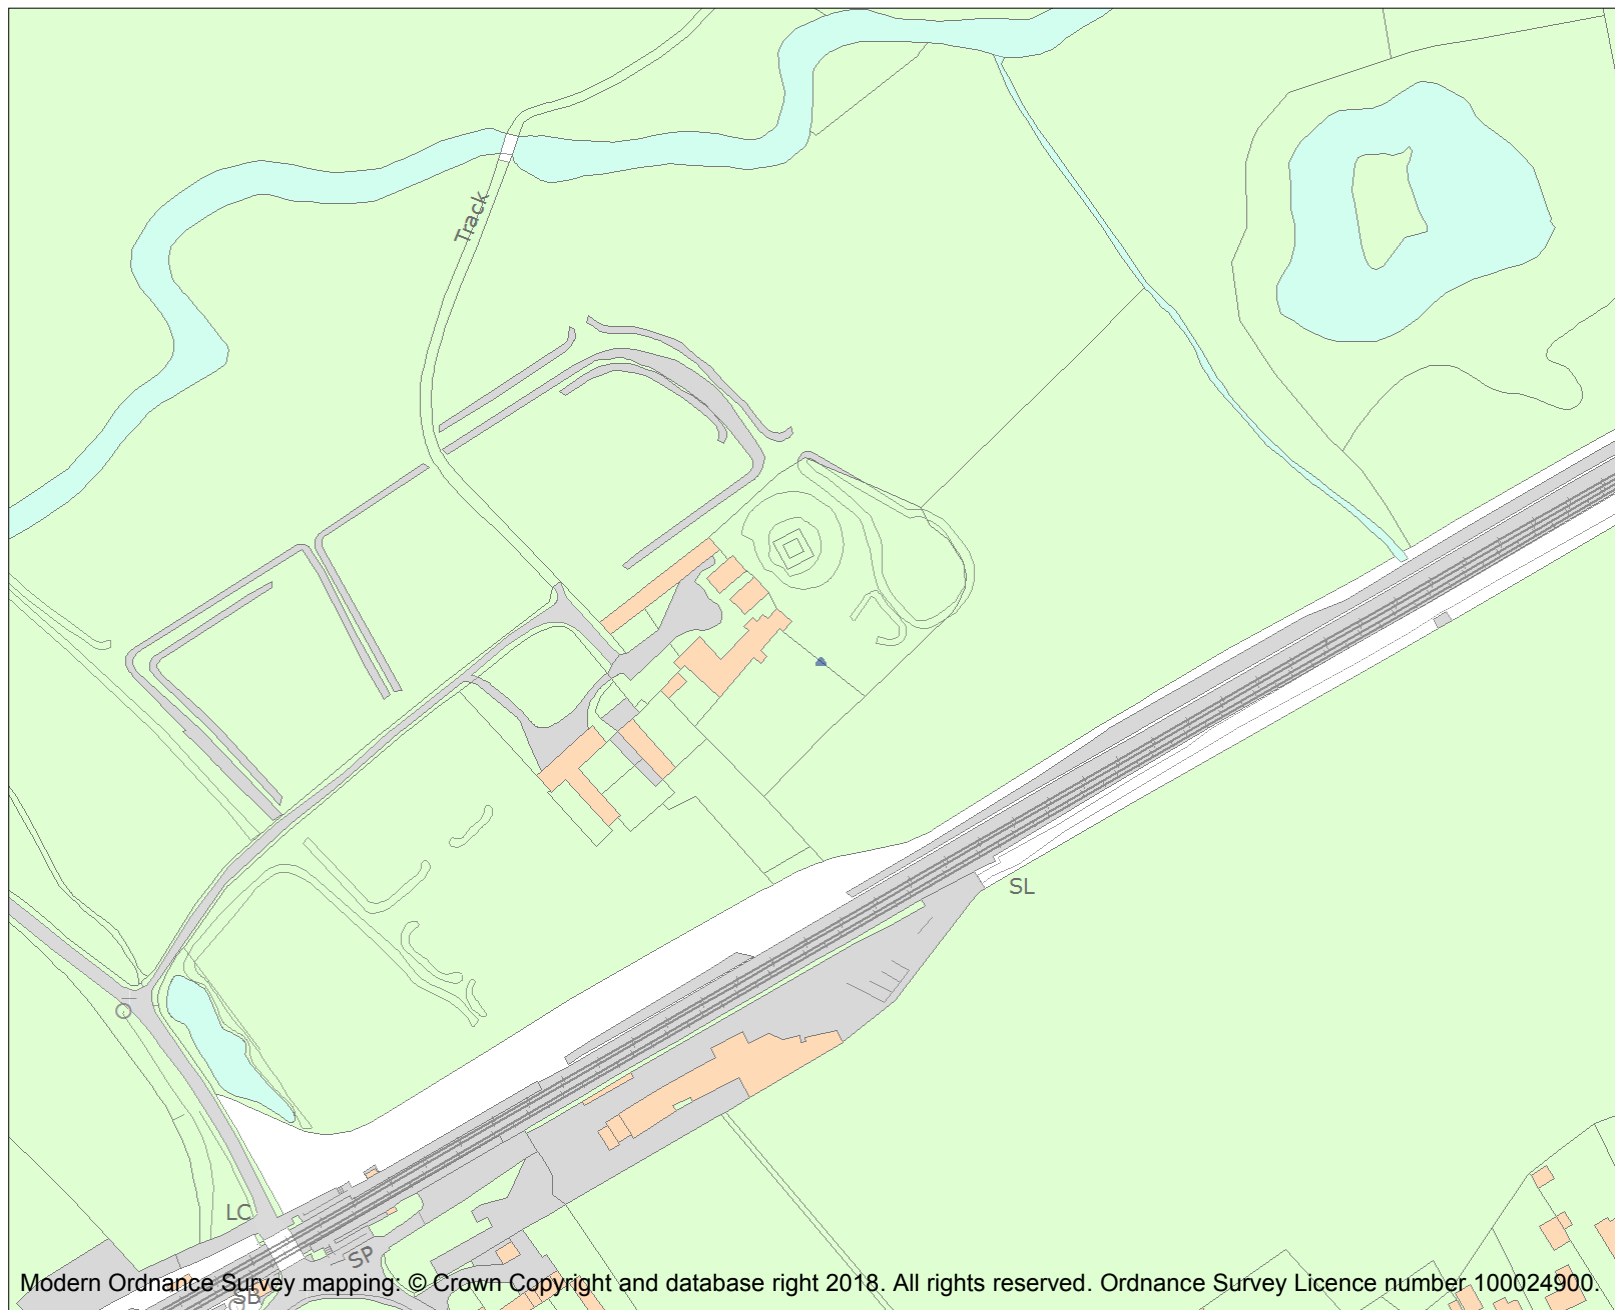 Track
SL
LC
SP
SB
Modern Ordnance Survey mapping: © Crown Copyright and database right 2018. All rights reserved. Ordnance Survey Licence number 100024900.